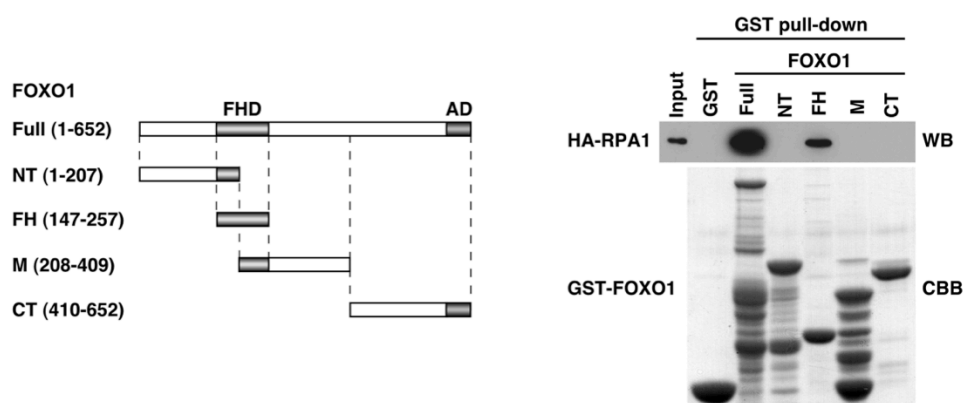 FOXO1
FHD
AD
Full (1-652)
NT (1-207)
FH (147-257)
M (208-409)
CT (410-652)
GST pull-down
FOXO1
Input
GST
Full
NT
FH
M
CT
HA-RPA1
WB
GST-FOXO1
CBB